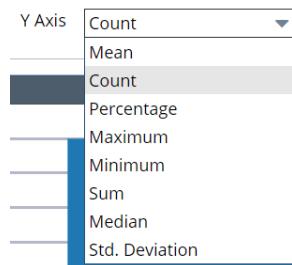 Y Axis Count
Mean
Count
Percentage
Maximum
Minimum
Sum
Median
Std. Deviation